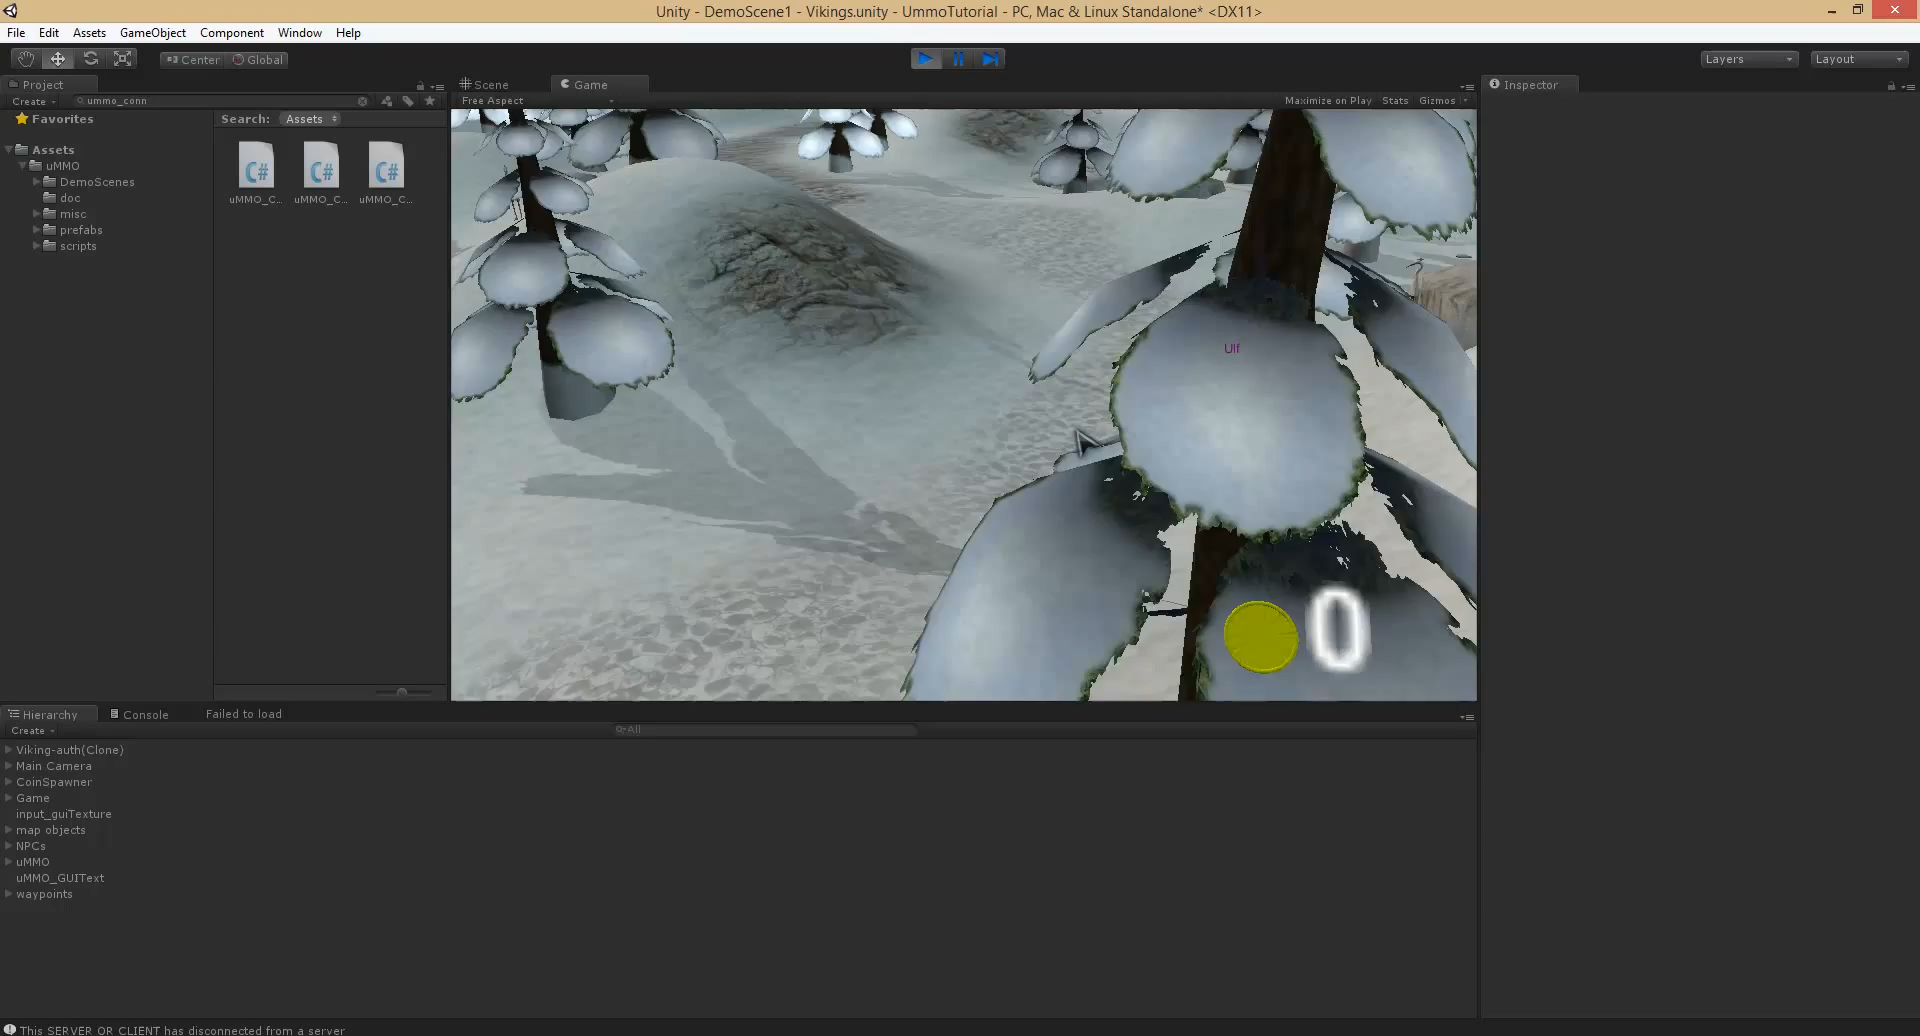 Unity - DemoScene1 - Vikings.unity - UmmoTutorial - PC, Mac & Linux Standalone* <DX11>
File Edit Assets GameObject Component Window Help
Center Global Layers Layout
Project Scene Game Inspector
Create ummo_conn Free Aspect Maximize on Play Stats Gizmos
Favorites Search: Assets
Assets
uMMO
DemoScenes
doc
misc
prefabs
scripts
C# C# C#
uMMO_C... uMMO_C... uMMO_C...
Ulf
0
Hierarchy Console Failed to load
Create All
Viking-auth(Clone)
Main Camera
CoinSpawner
Game
input_guiTexture
map objects
NPCs
uMMO
uMMO_GUIText
waypoints
This SERVER OR CLIENT has disconnected from a server